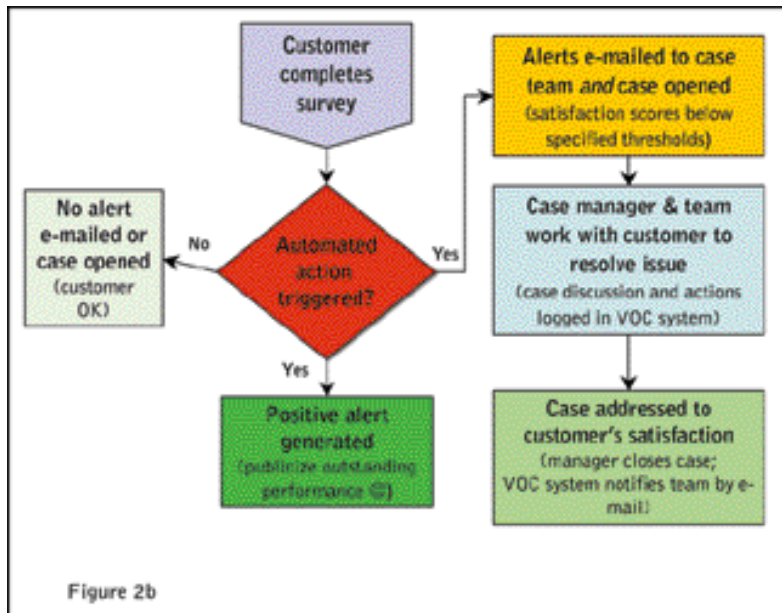 Customer
completes
survey
Alerts e-mailed to case
team and case opened
(satisfaction scores below
specified thresholds)
No alert
e-mailed or
case opened
(customer
OK)
No
Automated
action
triggered?
Yes
Case manager & team
work with customer to
resolve issue
(case discussion and actions
logged in VOC system)
Yes
Positive alert
generated
(publicize outstanding
performance ☺)
Case addressed to
customer's satisfaction
(manager closes case;
VOC system notifies team by e-
mail)
Figure 2b